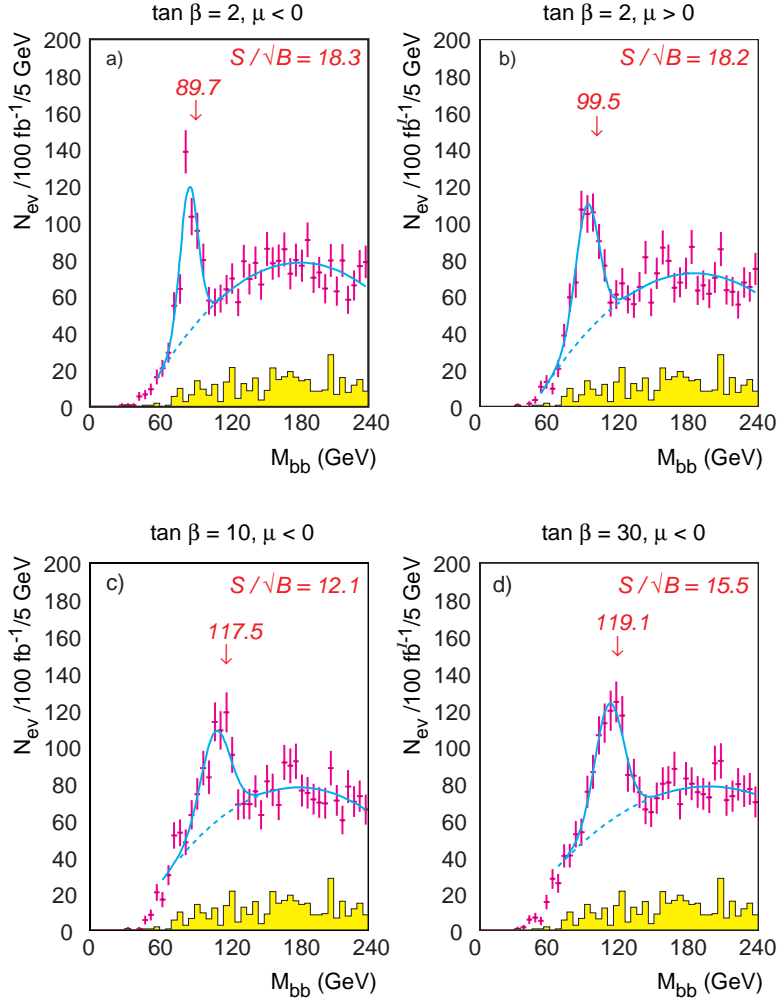 tan β = 2, μ < 0
N_ev /100 fb⁻¹/5 GeV
a)
S / √B = 18.3
89.7
200
180
160
140
120
100
80
60
40
20
0
0 60 120 180 240
M_bb (GeV)
tan β = 2, μ > 0
N_ev /100 fb⁻¹/5 GeV
b)
S / √B = 18.2
99.5
200
180
160
140
120
100
80
60
40
20
0
0 60 120 180 240
M_bb (GeV)
tan β = 10, μ < 0
N_ev /100 fb⁻¹/5 GeV
c)
S / √B = 12.1
117.5
200
180
160
140
120
100
80
60
40
20
0
0 60 120 180 240
M_bb (GeV)
tan β = 30, μ < 0
N_ev /100 fb⁻¹/5 GeV
d)
S / √B = 15.5
119.1
200
180
160
140
120
100
80
60
40
20
0
0 60 120 180 240
M_bb (GeV)